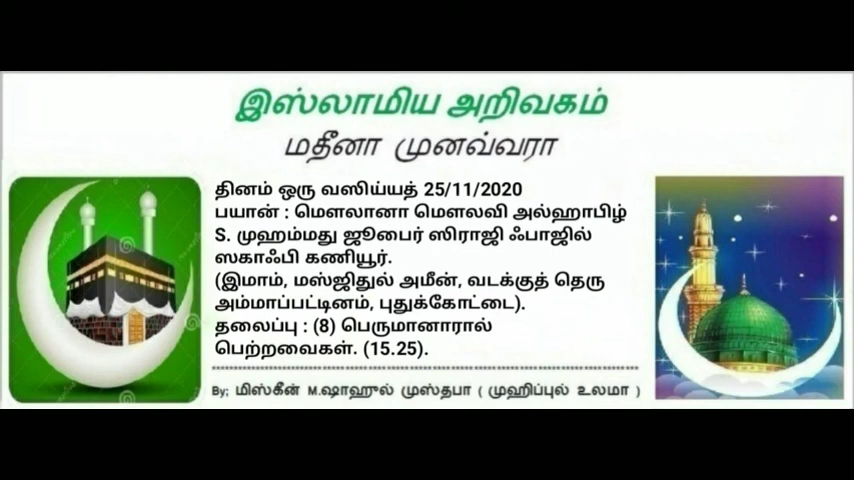 இஸ்லாமிய அறிவகம்
மதீனா முனவ்வரா
தினம் ஒரு வஸிய்யத் 25/11/2020
பயான் : மௌலானா மௌலவி அல்ஹாபிழ்
S. முஹம்மது ஜூபைர் ஸிராஜி ஃபாஜில்
ஸகாஃபி கணியூர்.
(இமாம், மஸ்ஜிதுல் அமீன், வடக்குத் தெரு
அம்மாப்பட்டினம், புதுக்கோட்டை).
தலைப்பு : (8) பெருமானாரால்
பெற்றவைகள். (15.25).
By; மிஸ்கீன் M.ஷாஹுல் முஸ்தபா ( முஹிப்புல் உலமா )